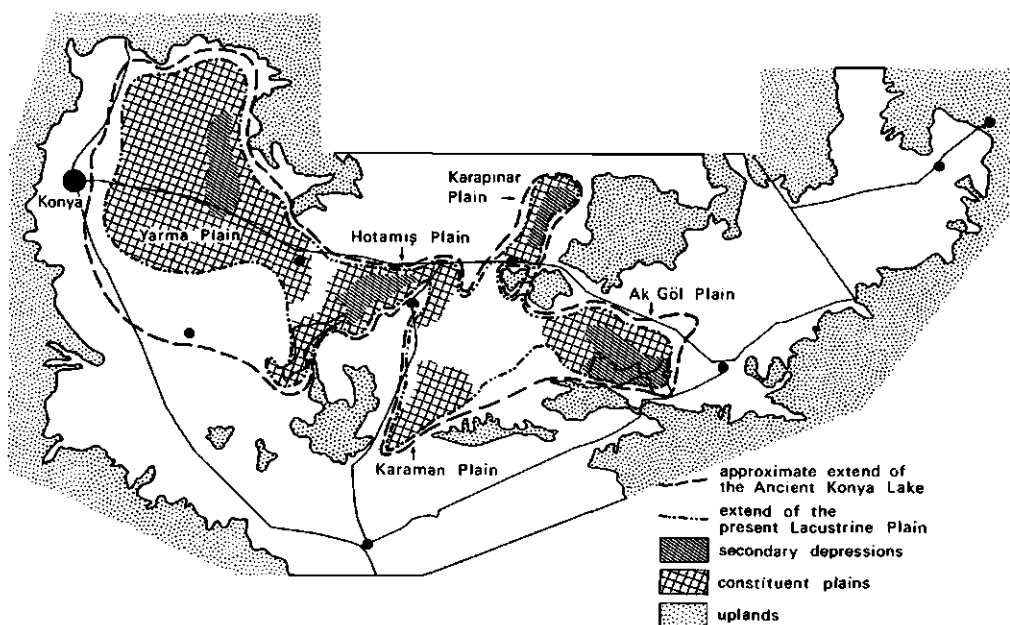 Konya
Yarma Plain
Hotamış Plain
Karapınar
Plain
Ak Göl Plain
Karaman Plain
approximate extend of
the Ancient Konya Lake
extend of the
present Lacustrine Plain
secondary depressions
constituent plains
uplands